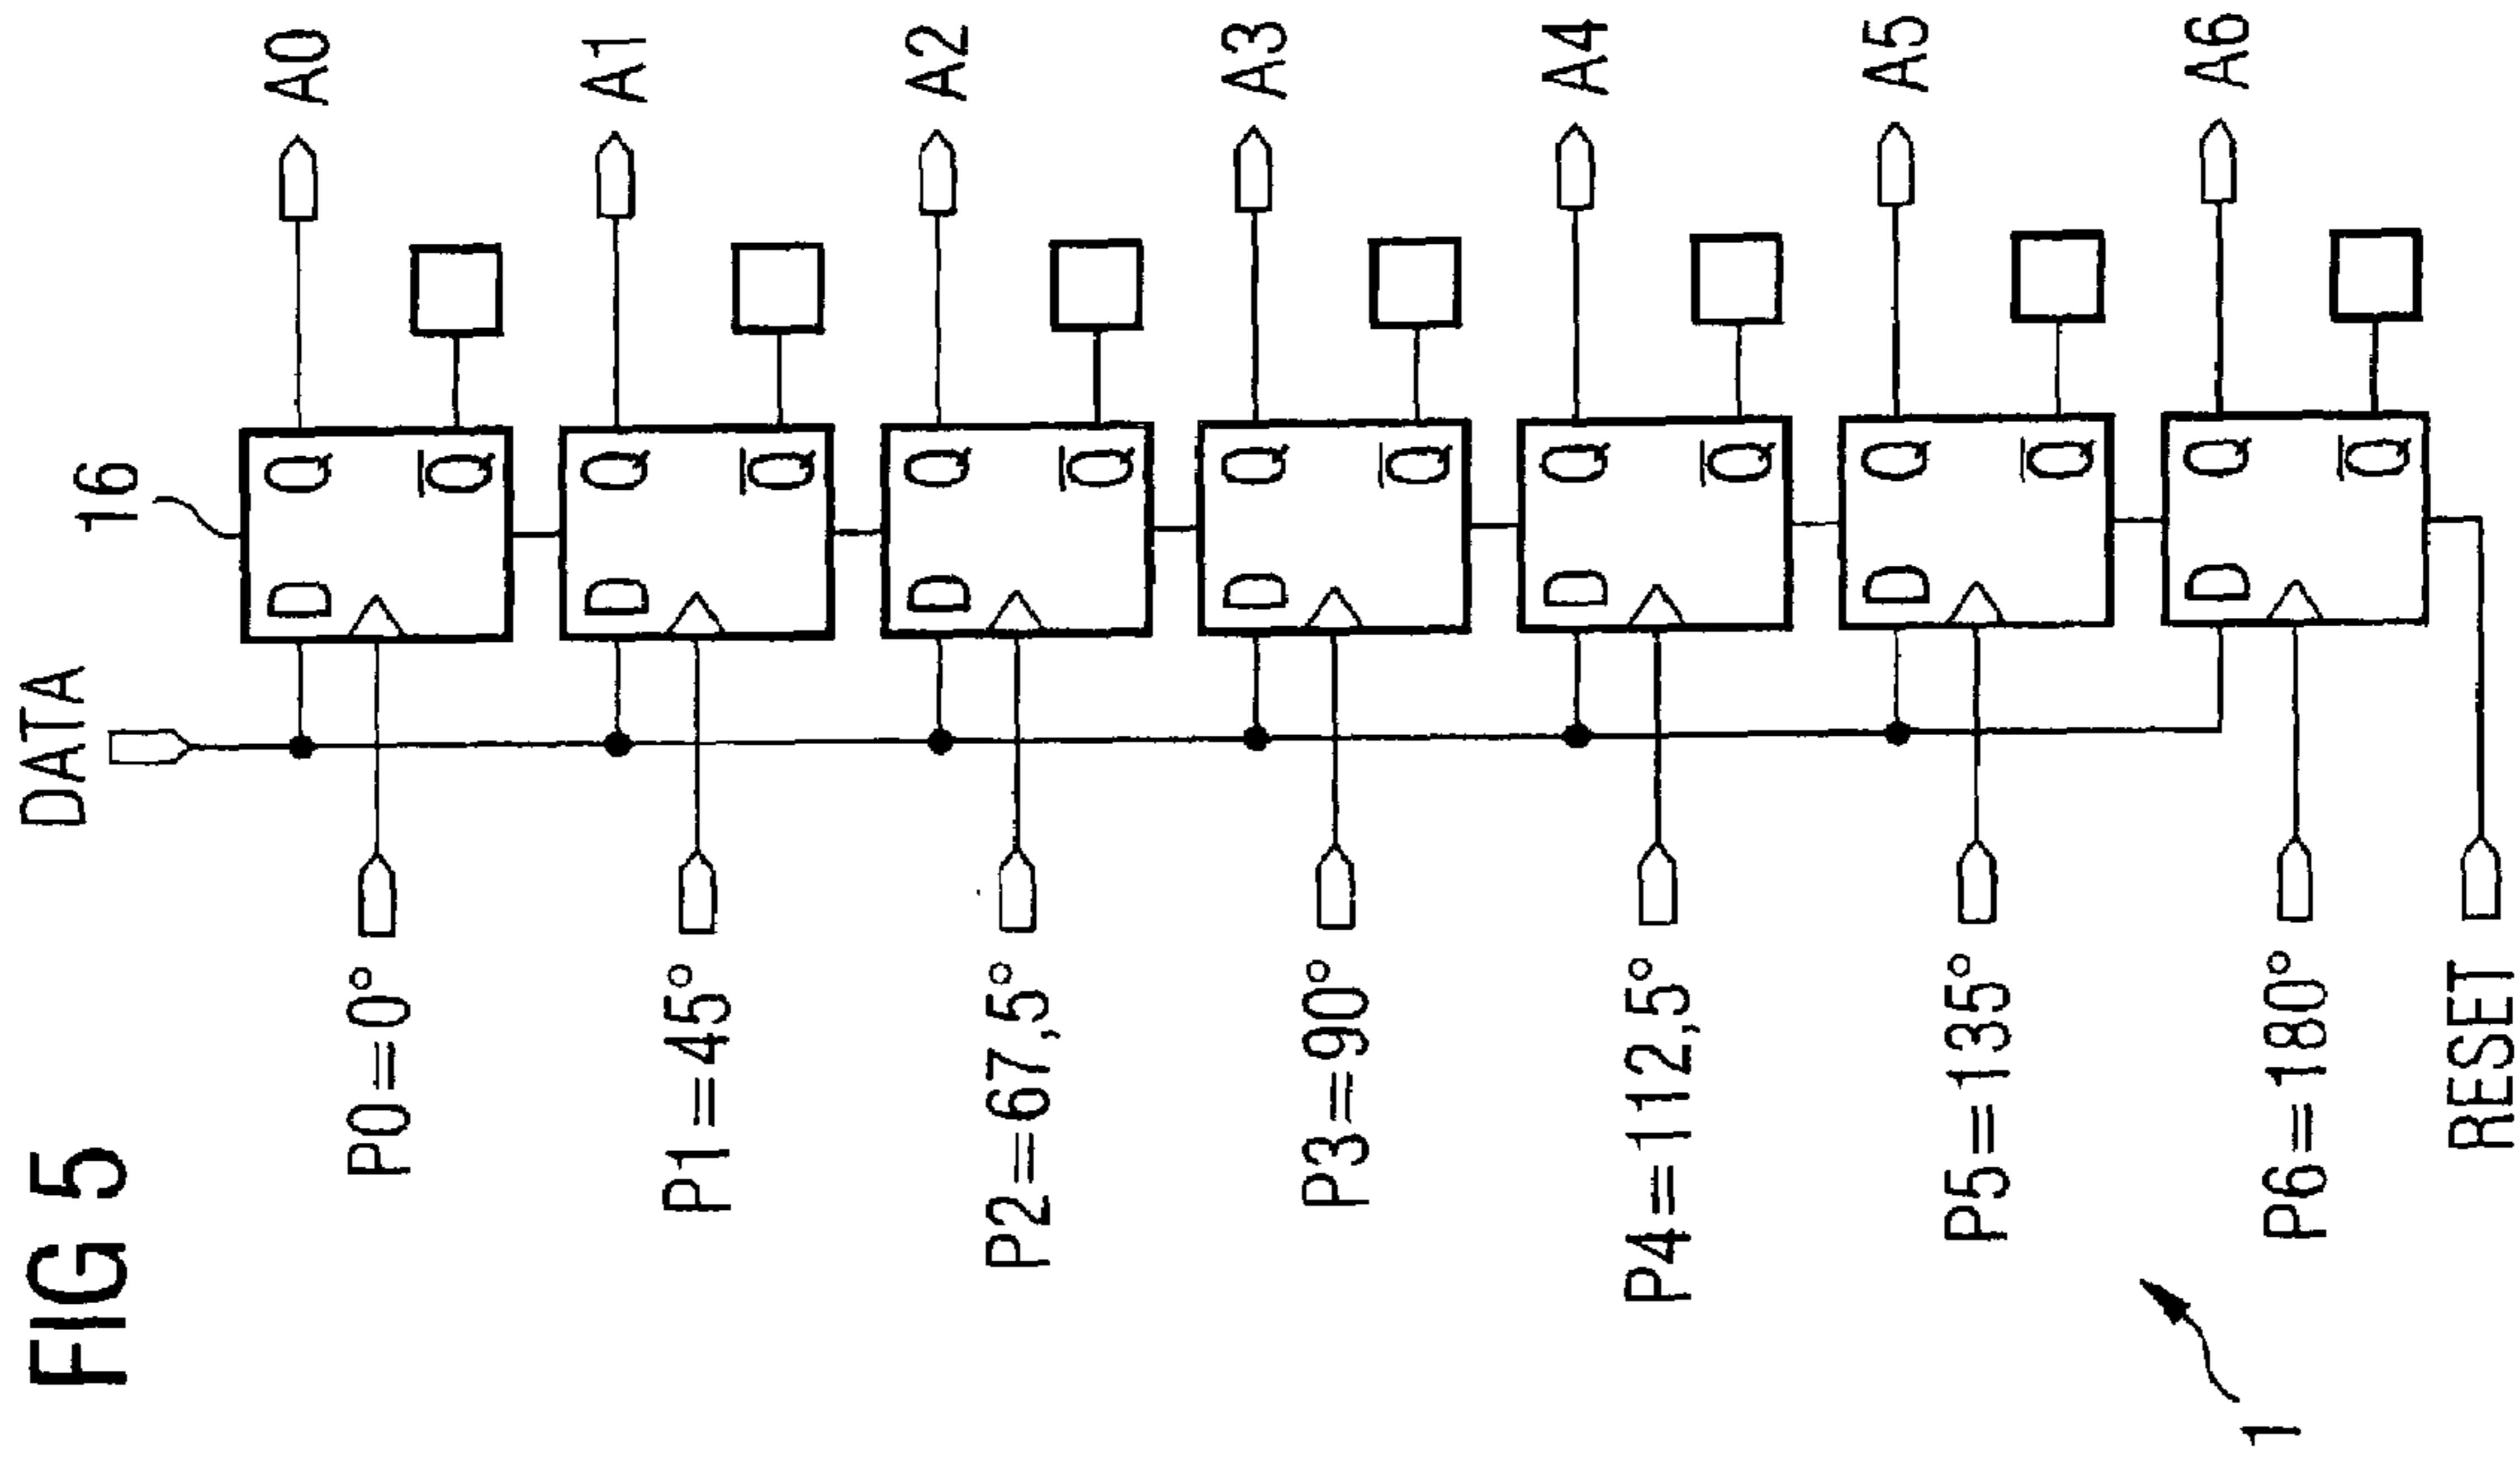 FIG 5
DATA
16
P0=0°
D
Q
Q̅
A0
P1=45°
D
Q
Q̅
A1
P2=67,5°
D
Q
Q̅
A2
P3=90°
D
Q
Q̅
A3
P4=112,5°
D
Q
Q̅
A4
P5=135°
D
Q
Q̅
A5
P6=180°
D
Q
Q̅
A6
RESET
1